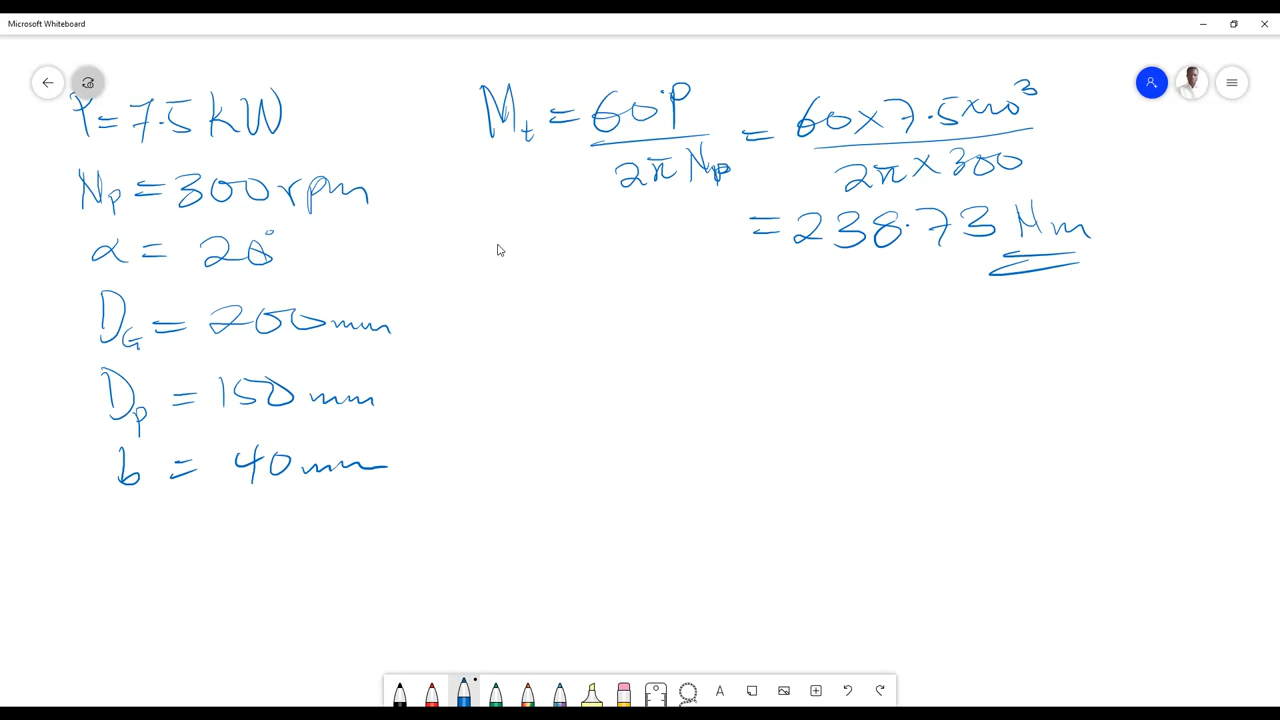 Microsoft Whiteboard
P = 7.5 kW
Np = 300 rpm
α = 20°
DG = 200 mm
Dp = 150 mm
b = 40 mm
Mt = 60·P / 2π Np = 60 × 7.5 × 10³ / 2π × 300
= 238.73 Nm
A